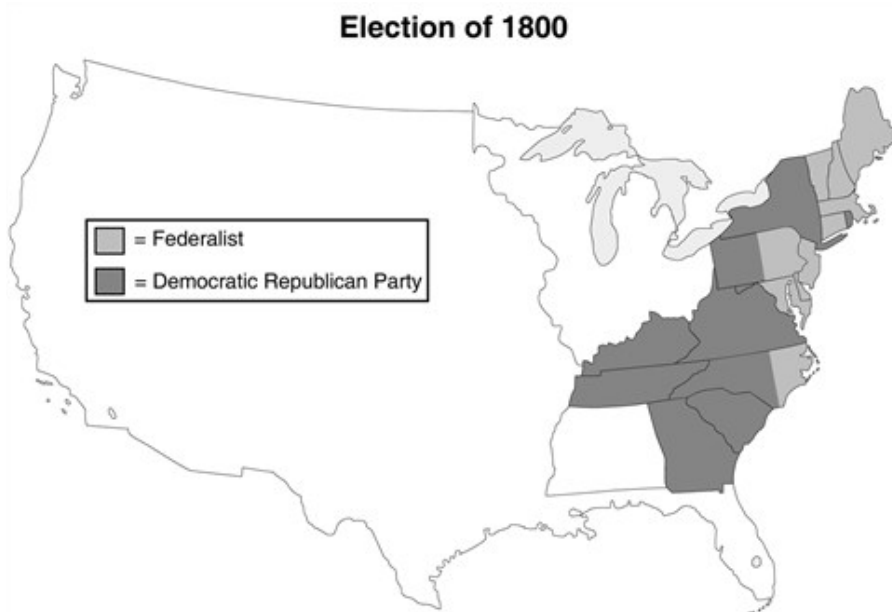 Election of 1800
= Federalist
= Democratic Republican Party